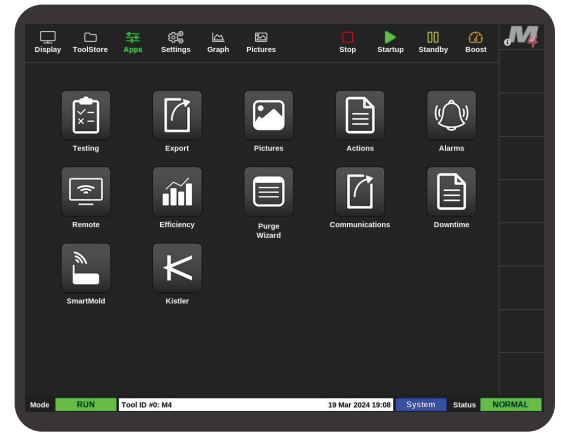 Display ToolStore Apps Settings Graph Pictures Stop Startup Standby Boost
M4
Testing Export Pictures Actions Alarms
Remote Efficiency Purge Wizard Communications Downtime
SmartMold Kistler
Mode RUN Tool ID #0: M4 19 Mar 2024 19:08 System Status NORMAL